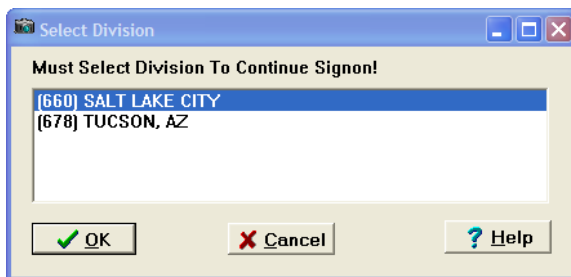 Select Division
Must Select Division To Continue Signon!
(660) SALT LAKE CITY
(678) TUCSON, AZ
OK
Cancel
? Help